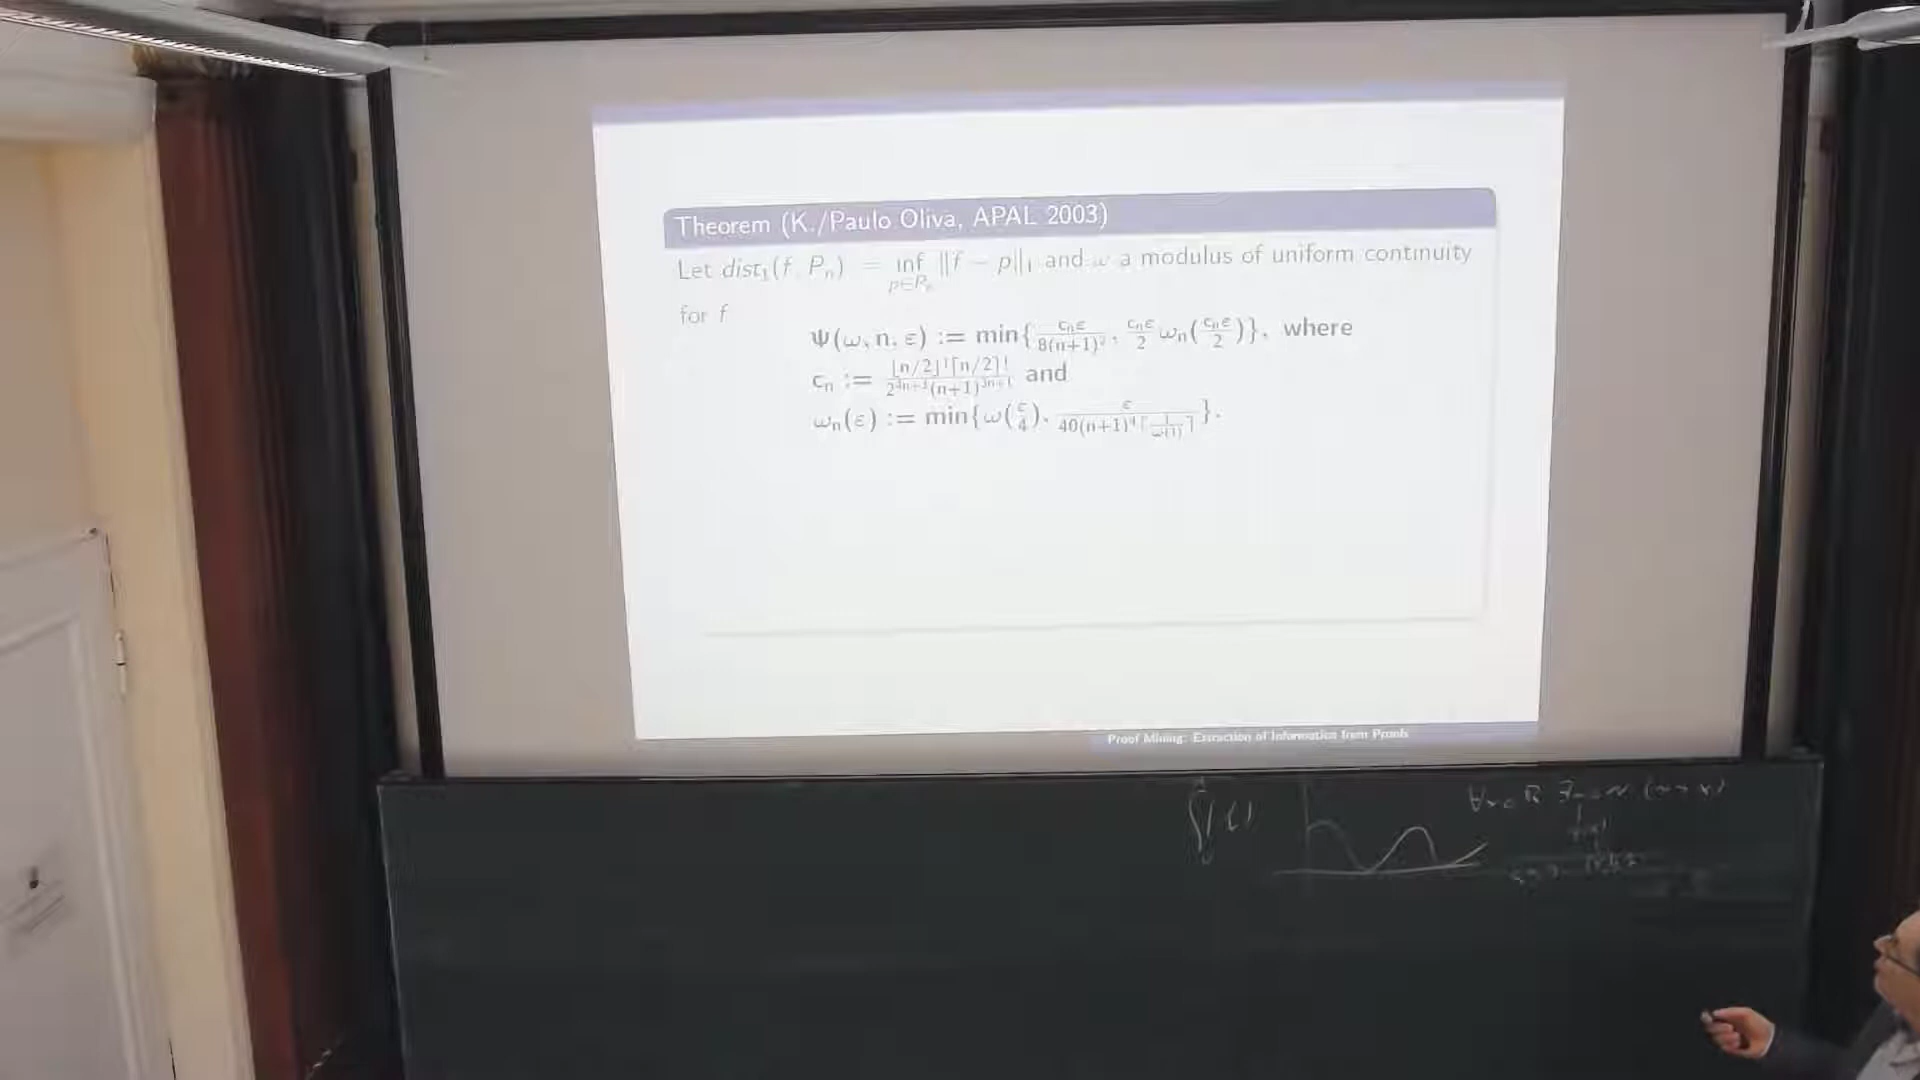 Theorem (K./Paulo Oliva, APAL 2003)
Let dist₁(f, Pₙ) = inf_{p∈Pₙ} ‖f − p‖₁ and ω a modulus of uniform continuity
for f
Ψ(ω, n, ε) := min{ cₙε / 8(n+1)², cₙε / 2 ωₙ(cₙε / 2)}, where
cₙ := ⌊n/2⌋!⌈n/2⌉! / 2⁴ⁿ⁺³(n+1)³ⁿ⁺¹ and
ωₙ(ε) := min{ω(ε/4), ε / 40(n+1)⁴⌈1/ω(1)⌉}.
Proof Mining: Extraction of Information from Proofs